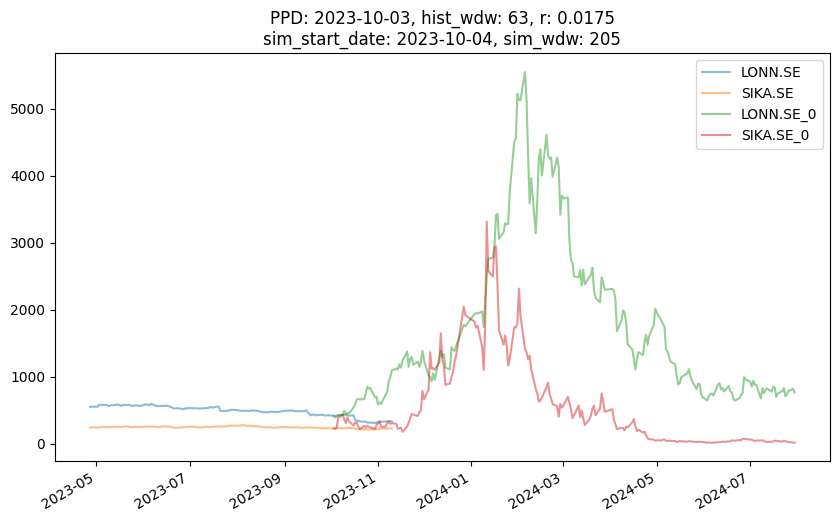 PPD: 2023-10-03, hist_wdw: 63, r: 0.0175
sim_start_date: 2023-10-04, sim_wdw: 205
LONN.SE
SIKA.SE
LONN.SE_0
SIKA.SE_0
5000
4000
3000
2000
1000
0
2023-05
2023-07
2023-09
2023-11
2024-01
2024-03
2024-05
2024-07